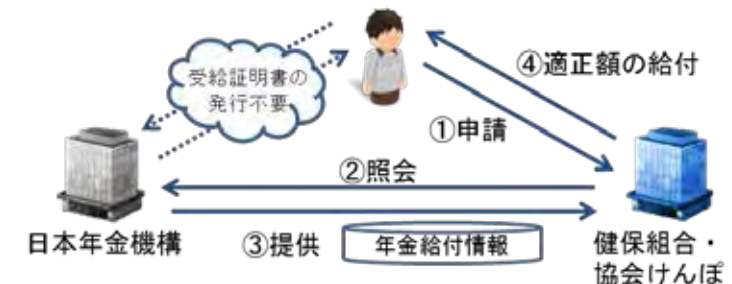 受給証明書の
発行不要
④適正額の給付
①申請
②照会
日本年金機構
③提供
年金給付情報
健保組合・
協会けんぽ